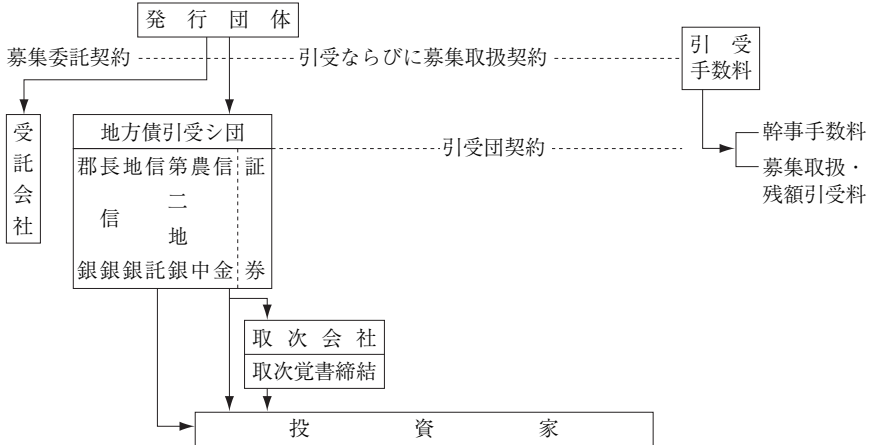 発行団体
募集委託契約
引受ならびに募集取扱契約
引受
手数料
受託会社
地方債引受シ団
郡銀
長信銀
地銀
信託
第二地銀
農中
信金
証券
引受団契約
幹事手数料
募集取扱・
残額引受料
取次会社
取次覚書締結
投資家